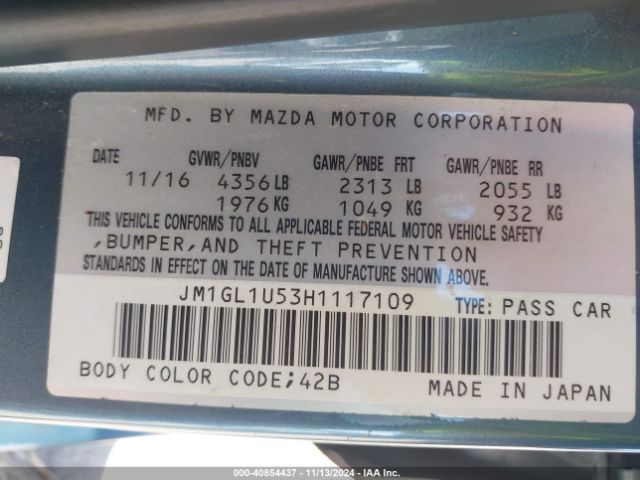 MFD. BY MAZDA MOTOR CORPORATION
DATE GVWR/PNBV GAWR/PNBE FRT GAWR/PNBE RR
11/16 4356 LB 2313 LB 2055 LB
1976 KG 1049 KG 932 KG
THIS VEHICLE CONFORMS TO ALL APPLICABLE FEDERAL MOTOR VEHICLE SAFETY
,BUMPER,AND THEFT PREVENTION
STANDARDS IN EFFECT ON THE DATE OF MANUFACTURE SHOWN ABOVE.
JM1GL1U53H1117109 TYPE: PASS CAR
BODY COLOR CODE;42B MADE IN JAPAN
000-40854437 - 11/13/2024 - IAA Inc.